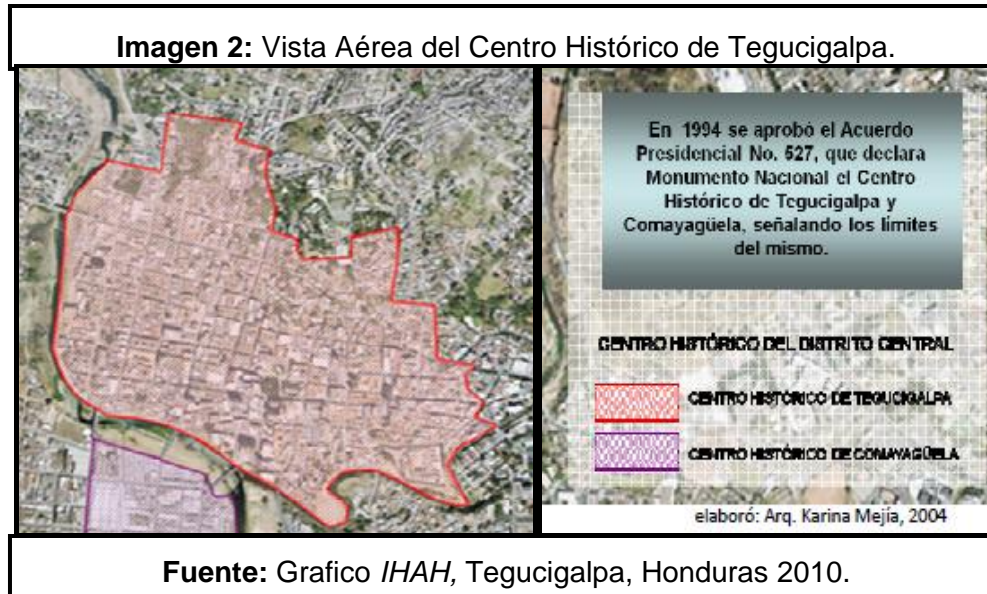 Imagen 2: Vista Aérea del Centro Histórico de Tegucigalpa.
En 1994 se aprobó el Acuerdo
Presidencial No. 527, que declara
Monumento Nacional el Centro
Histórico de Tegucigalpa y
Comayagüela, señalando los límites
del mismo.
CENTRO HISTÓRICO DEL DISTRITO CENTRAL
CENTRO HISTÓRICO DE TEGUCIGALPA
CENTRO HISTÓRICO DE COMAYAGÜELA
elaboró: Arq. Karina Mejía, 2004
Fuente: Grafico IHAH, Tegucigalpa, Honduras 2010.